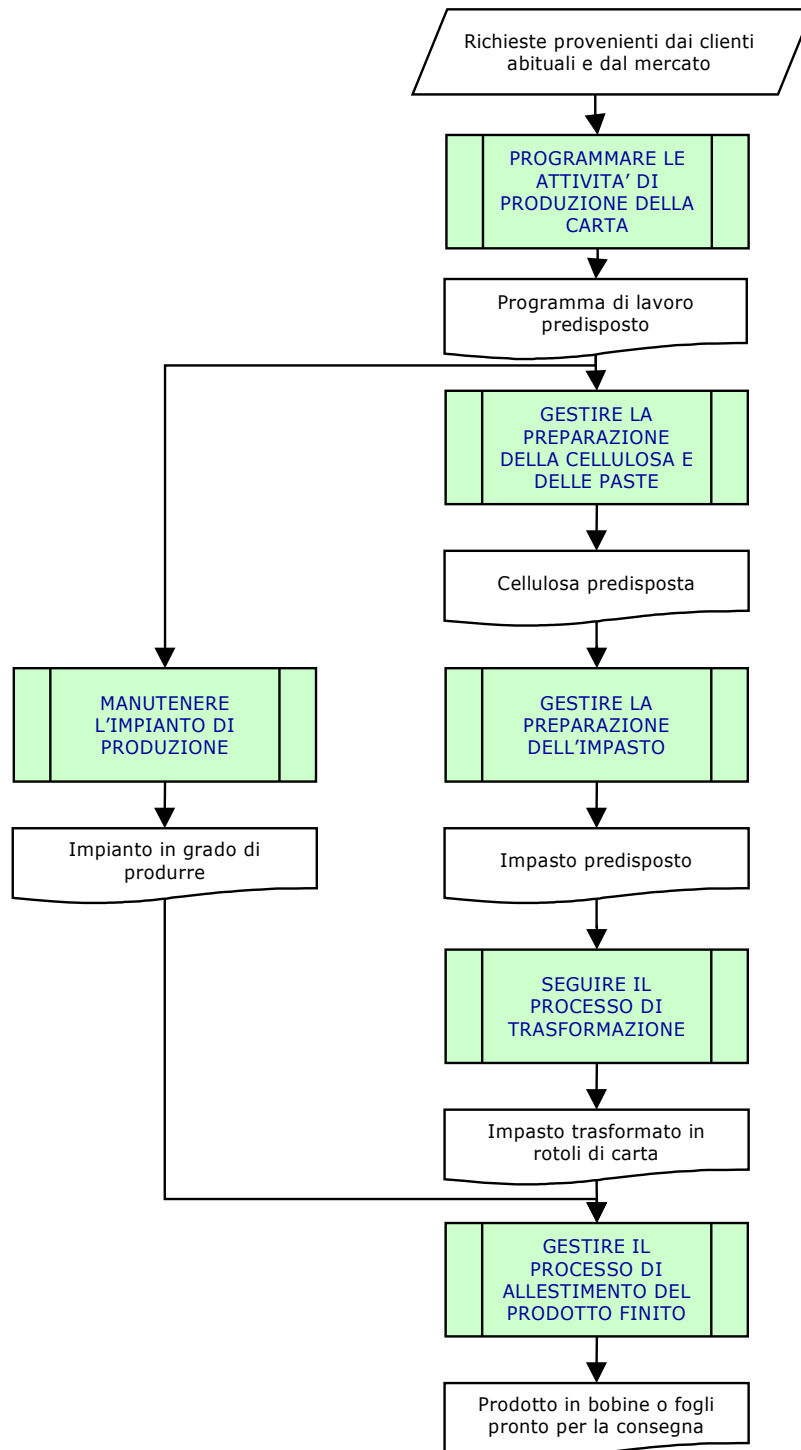 Richieste provenienti dai clienti
abituali e dal mercato
PROGRAMMARE LE
ATTIVITA’ DI
PRODUZIONE DELLA
CARTA
Programma di lavoro
predisposto
GESTIRE LA
PREPARAZIONE
DELLA CELLULOSA E
DELLE PASTE
Cellulosa predisposta
MANUTENERE
L’IMPIANTO DI
PRODUZIONE
GESTIRE LA
PREPARAZIONE
DELL’IMPASTO
Impianto in grado di
produrre
Impasto predisposto
SEGUIRE IL
PROCESSO DI
TRASFORMAZIONE
Impasto trasformato in
rotoli di carta
GESTIRE IL
PROCESSO DI
ALLESTIMENTO DEL
PRODOTTO FINITO
Prodotto in bobine o fogli
pronto per la consegna